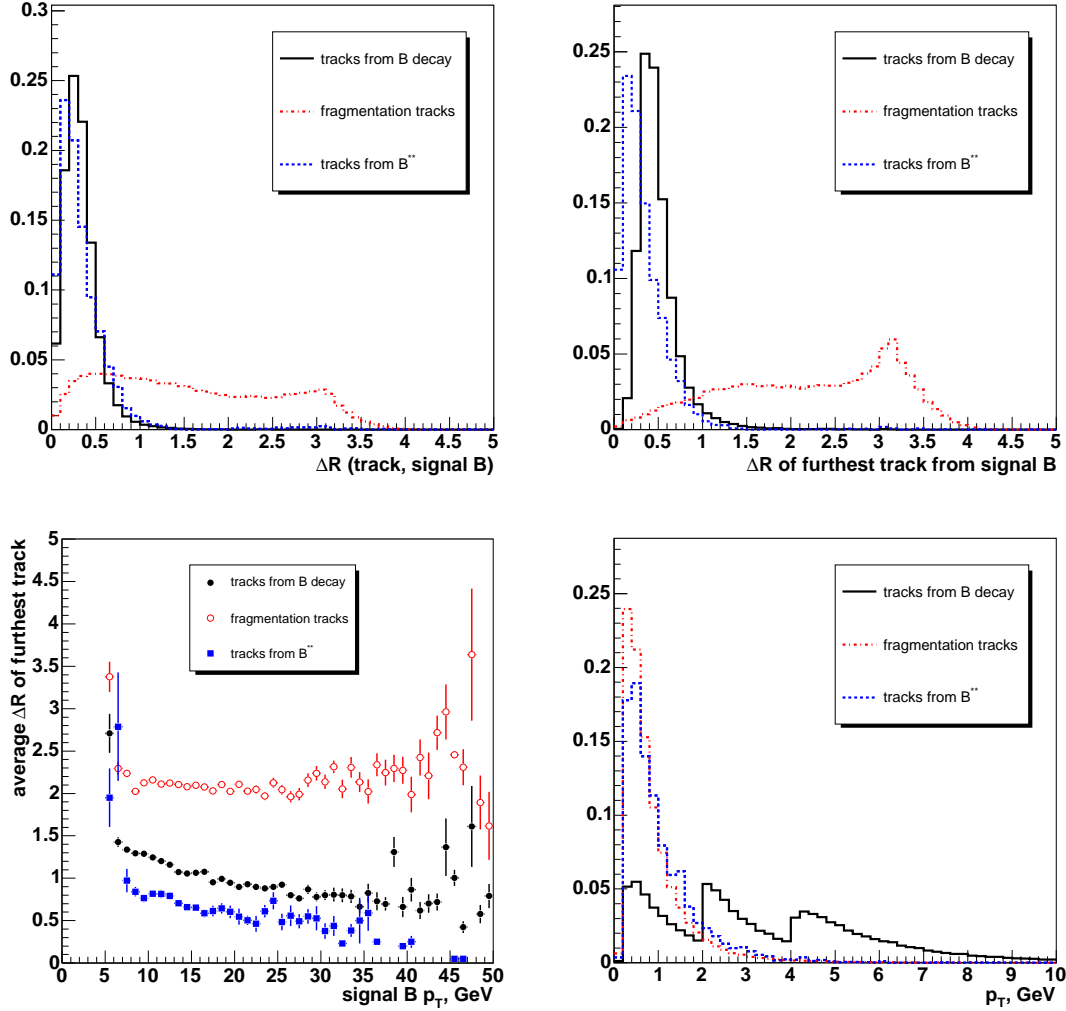 0.3
0.25
0.2
0.15
0.1
0.05
0
0 0.5 1 1.5 2 2.5 3 3.5 4 4.5 5
ΔR (track, signal B)
tracks from B decay
fragmentation tracks
tracks from B**
0.25
0.2
0.15
0.1
0.05
0
0 0.5 1 1.5 2 2.5 3 3.5 4 4.5 5
ΔR of furthest track from signal B
tracks from B decay
fragmentation tracks
tracks from B**
average ΔR of furthest track
5
4.5
4
3.5
3
2.5
2
1.5
1
0.5
0
0 5 10 15 20 25 30 35 40 45 50
signal B pT, GeV
tracks from B decay
fragmentation tracks
tracks from B**
0.25
0.2
0.15
0.1
0.05
0
0 1 2 3 4 5 6 7 8 9 10
pT, GeV
tracks from B decay
fragmentation tracks
tracks from B**